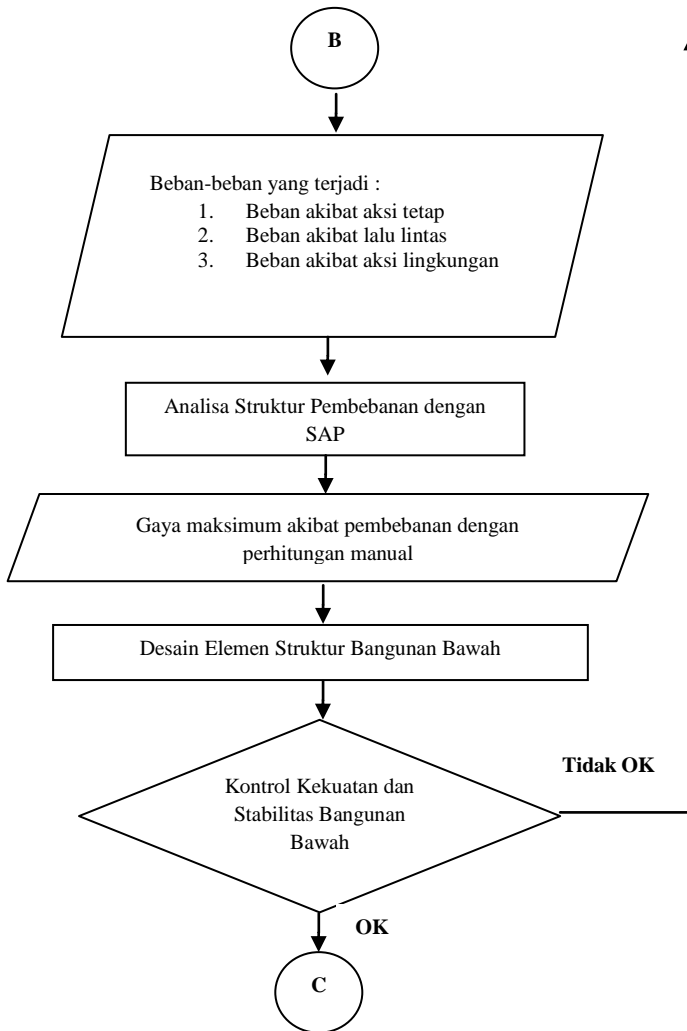 B
Beban-beban yang terjadi :
1. Beban akibat aksi tetap
2. Beban akibat lalu lintas
3. Beban akibat aksi lingkungan
Analisa Struktur Pembebanan dengan
SAP
Gaya maksimum akibat pembebanan dengan
perhitungan manual
Desain Elemen Struktur Bangunan Bawah
Kontrol Kekuatan dan
Stabilitas Bangunan
Bawah
Tidak OK
OK
C